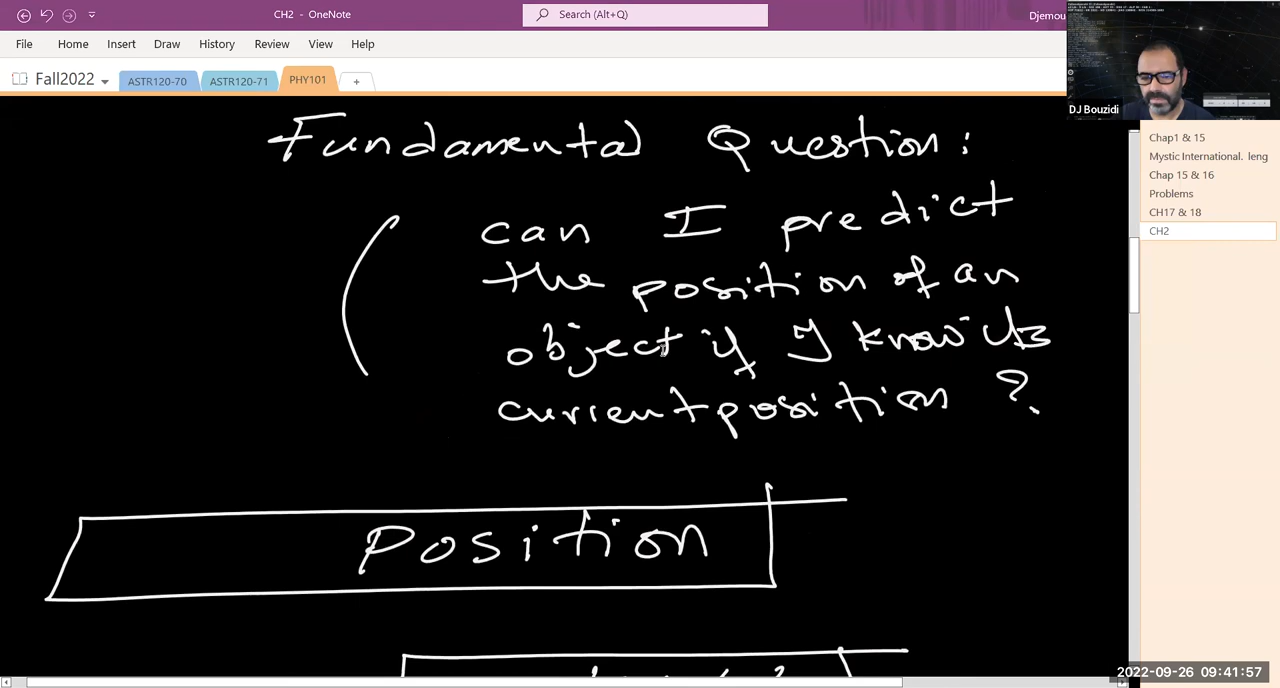 CH2 - OneNote
Search (Alt+Q)
Djemou
File Home Insert Draw History Review View Help
Fall2022
ASTR120-70
ASTR120-71
PHY101
DJ Bouzidi
Chap1 & 15
Mystic International. leng
Chap 15 & 16
Problems
CH17 & 18
CH2
Fundamental Question:
can I predict
the position of an
object if I know its
current position ?
Position
2022-09-26 09:41:57